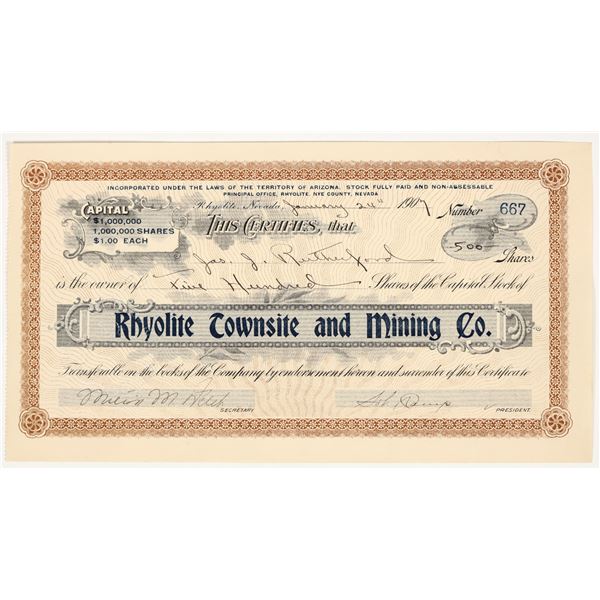 INCORPORATED UNDER THE LAWS OF THE TERRITORY OF ARIZONA. STOCK FULLY PAID AND NON-ASSESSABLE
PRINCIPAL OFFICE, RHYOLITE, NYE COUNTY, NEVADA
Rhyolite, Nevada, January 24" 1907 Number 667
CAPITAL
$1,000,000
1,000,000 SHARES
$1.00 EACH
THIS CERTIFIES, that
500 Shares
Jas. J. Rutherford
is the owner of Five Hundred Shares of the Capital Stock of
Rhyolite Townsite and Mining Co.
Transferable on the books of the Company by endorsement hereon and surrender of this Certificate
SECRETARY. PRESIDENT.